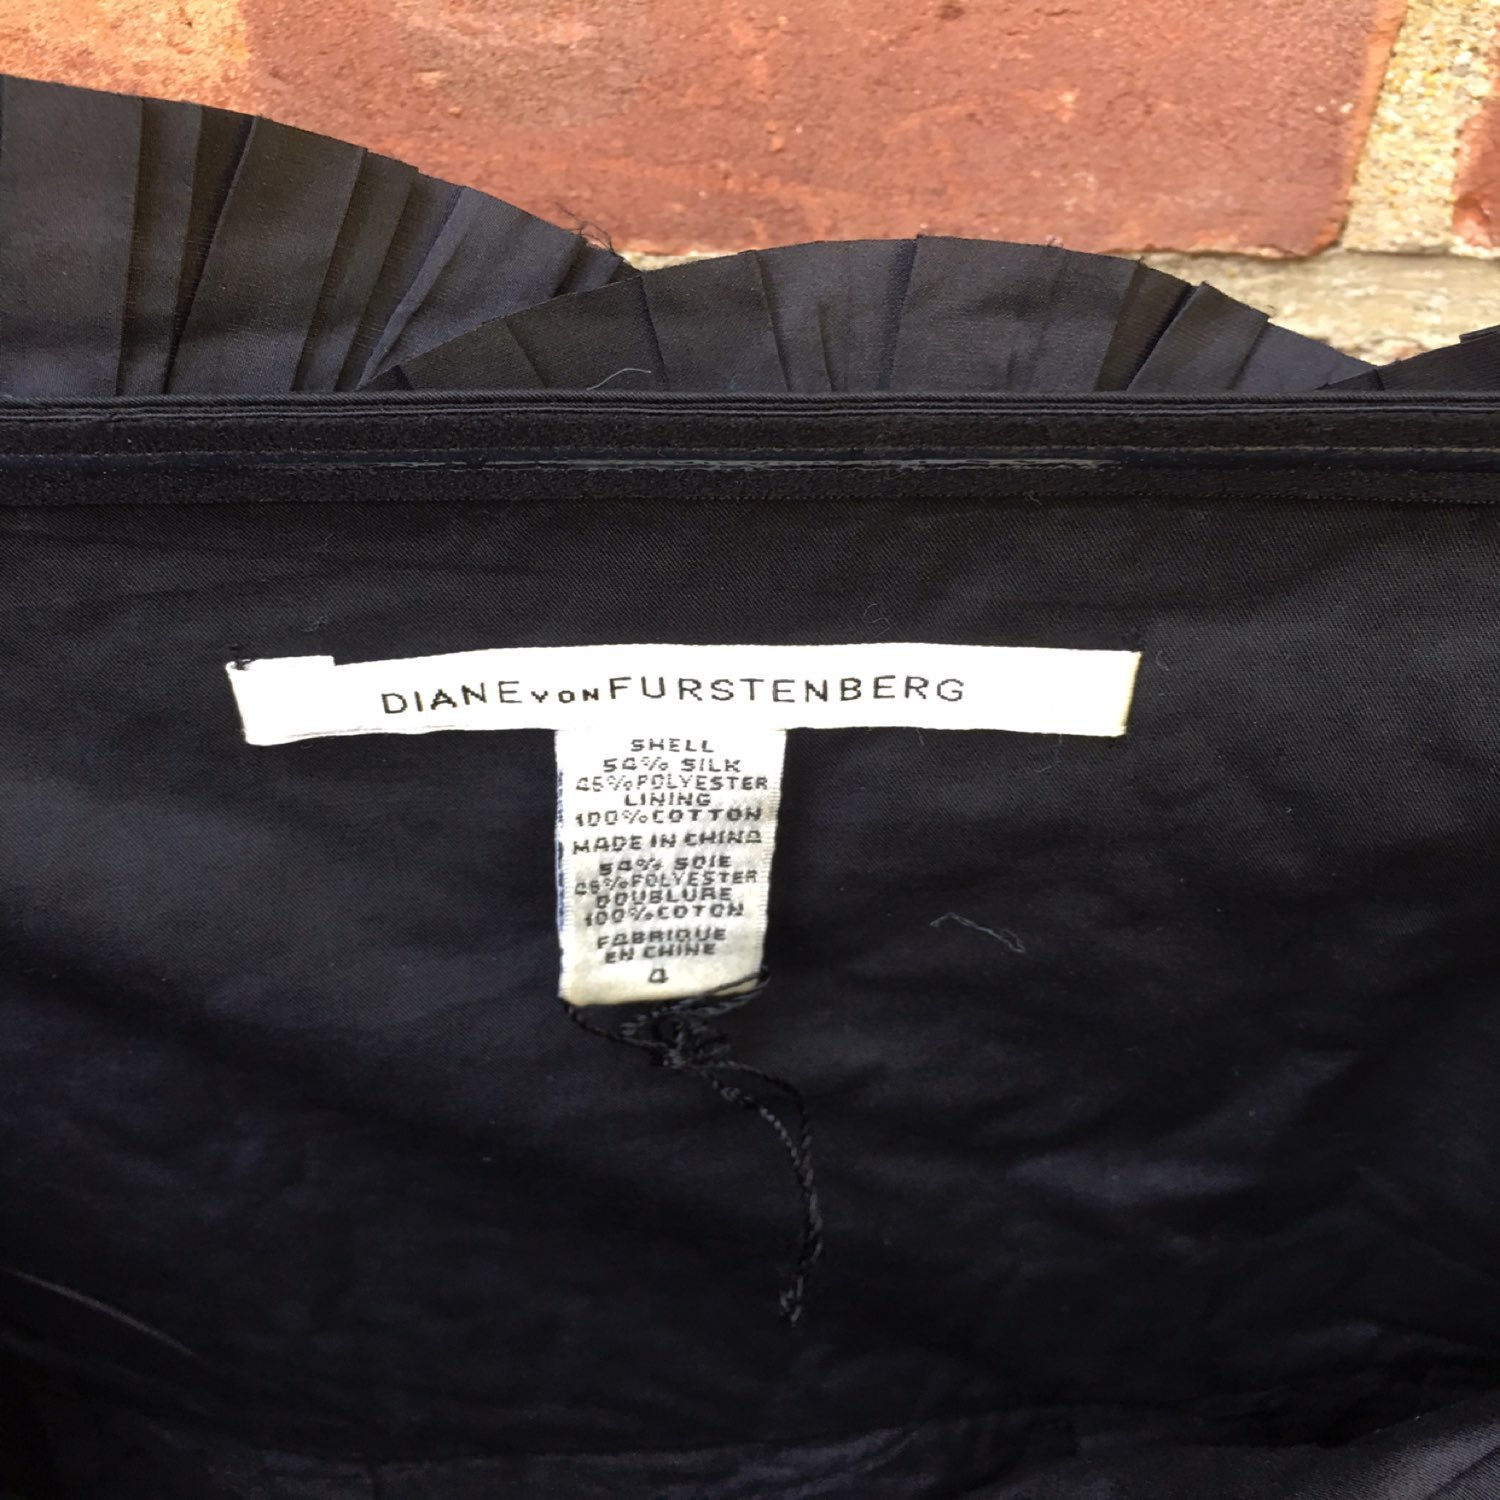 DIANE VON FURSTENBERG
SHELL
54% SILK
46% POLYESTER
LINING
100% COTTON
MADE IN CHINA
54% SOIE
46% POLYESTER
DOUBLURE
100% COTON
FABRIQUE
EN CHINE
4